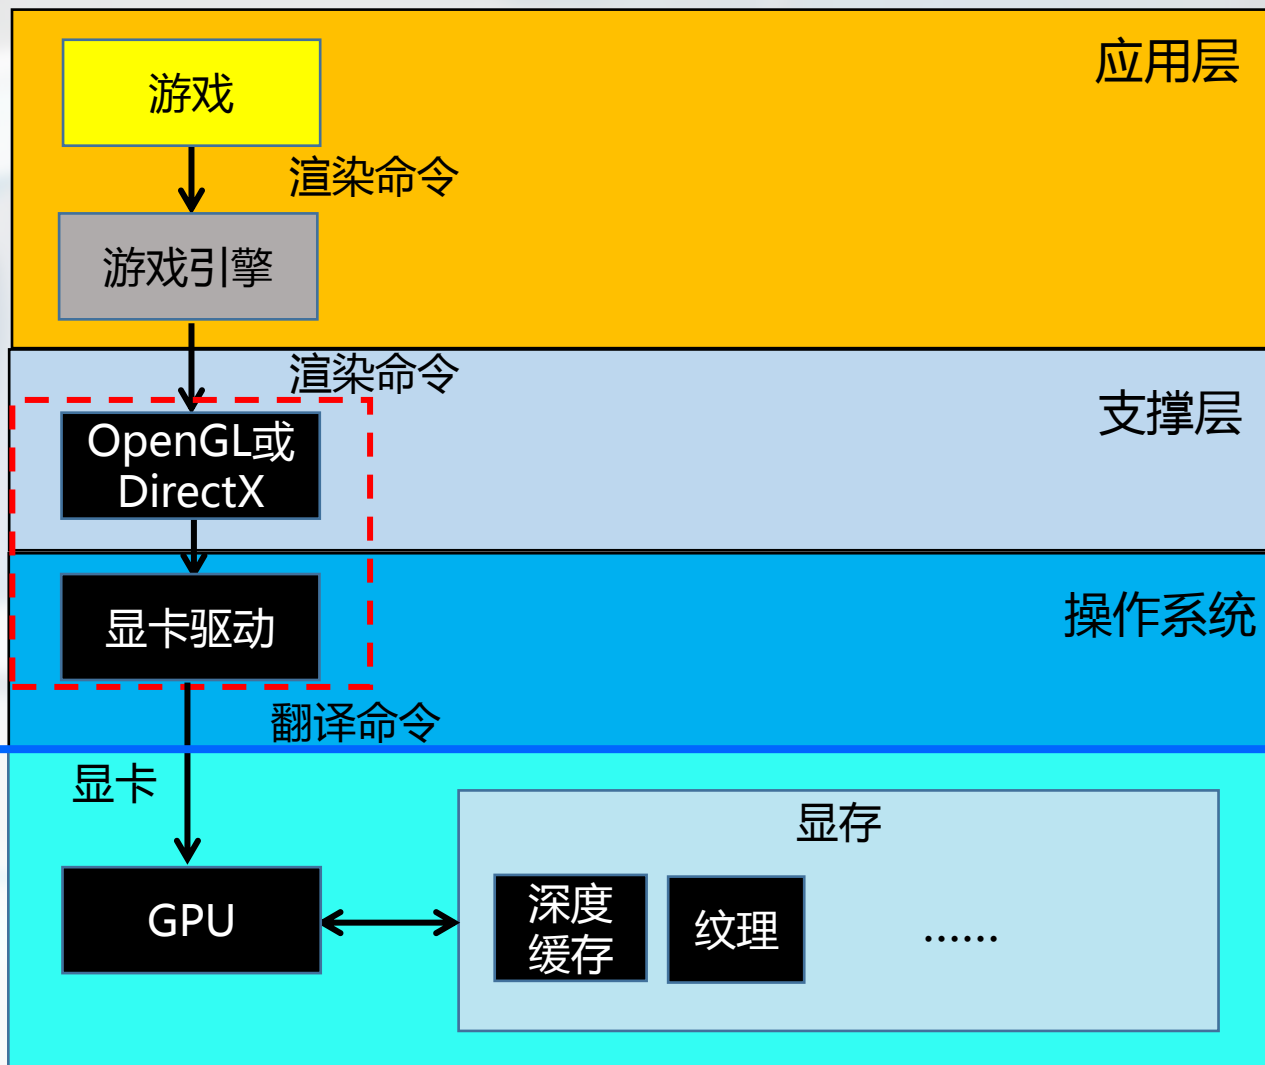 应用层
游戏
渲染命令
游戏引擎
渲染命令
支撑层
OpenGL或
DirectX
操作系统
显卡驱动
翻译命令
显卡
显存
GPU
深度
缓存
纹理
......